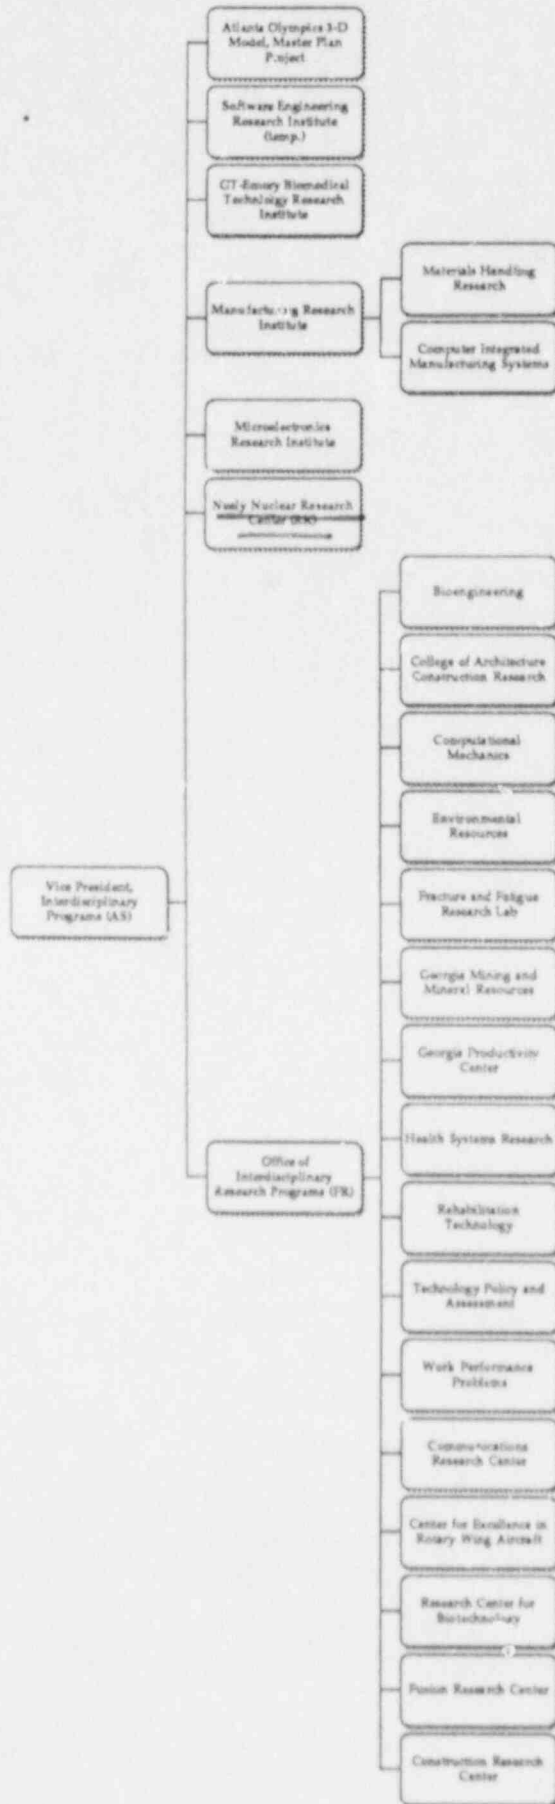 Atlanta Olympics 3-D
Model, Master Plan
Project
Software Engineering
Research Institute
(temp.)
GT-Emory Biomedical
Technloigy Research
Institute
Manufacturing Research
Institute
Materials Handling
Research
Computer Integrated
Manufacturing Systems
Microelectronics
Research Institute
Neely Nuclear Research
Center (RK)
Vice President,
Interdisciplinary
Programs (AS)
Office of
Interdisciplinary
Research Programs (FR)
Bioengineering
College of Architecture
Construction Research
Computational
Mechanics
Environmental
Resources
Fracture and Fatigue
Research Lab
Georgia Mining and
Mineral Resources
Georgia Productivity
Center
Health Systems Research
Rehabilitation
Technology
Technology Policy and
Assessment
Work Performance
Problems
Communications
Research Center
Center for Excellence in
Rotary Wing Aircraft
Research Center for
Biotechnology
Fusion Research Center
Construction Research
Center